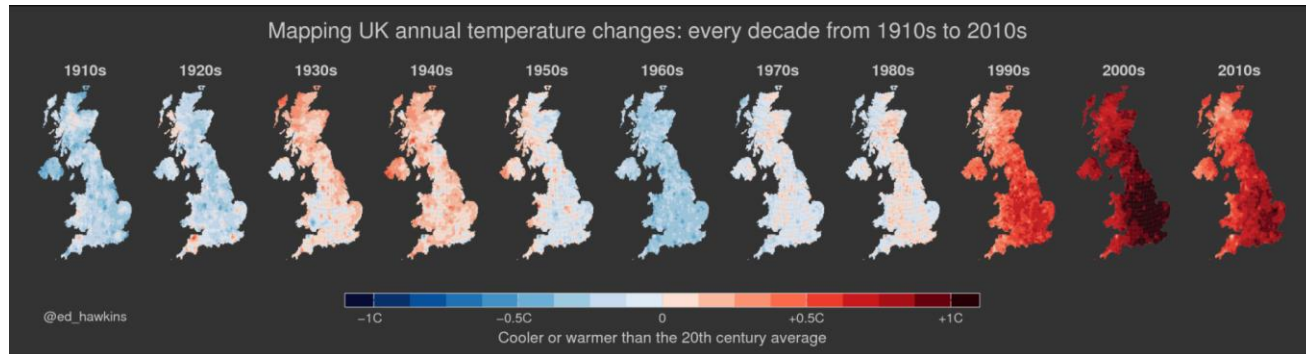 Mapping UK annual temperature changes: every decade from 1910s to 2010s
1910s 1920s 1930s 1940s 1950s 1960s 1970s 1980s 1990s 2000s 2010s
@ed_hawkins
−1C −0.5C 0 +0.5C +1C
Cooler or warmer than the 20th century average